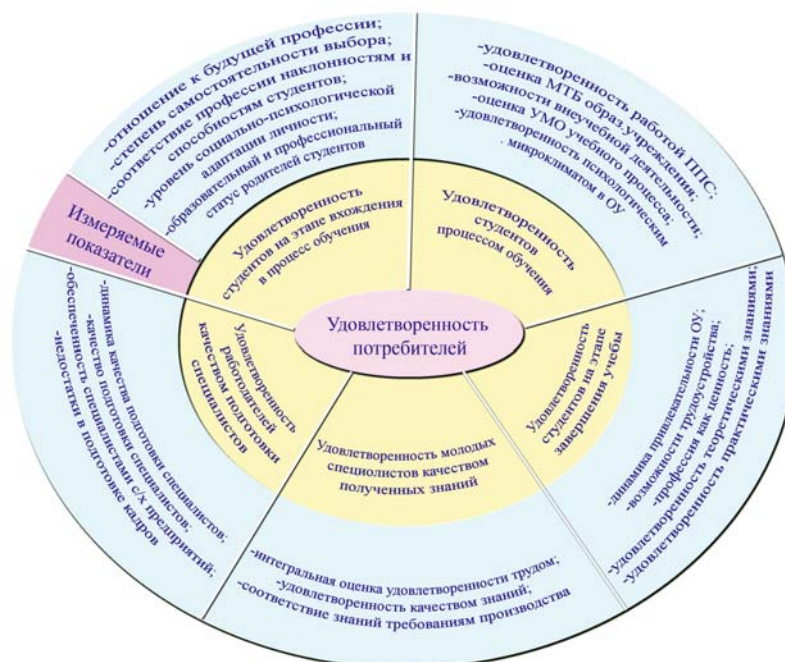 -отношение к будущей профессии;
-степень самостоятельности выбора;
-соответствие профессии наклонностям и
способностям студентов;
-уровень социально-психологической
адаптации личности;
-образовательный и профессиональный
статус родителей студентов
-удовлетворенность работой ППС;
-оценка МТБ образ.учреждения;
-возможности внеучебной деятельности;
-оценка УМО учебного процесса;
-удовлетворенность психологическим
. микроклиматом в ОУ
Измеряемые
показатели
Удовлетворенность
студентов на этапе вхождения
в процесс обучения
Удовлетворенность
студентов
процессом обучения
Удовлетворенность
потребителей
Удовлетворенность
работодателей
качеством подготовки
специалистов
Удовлетворенность молодых
специолистов качеством
полученных знаний
Удовлетворенность
студентов на этапе
завершения учебы
-динамика качества подготовки специалистов;
-качество подготовки специалистов;
-обеспеченность специалистами с/х предприятий;
-недостатки в подготовке кадров
-интегральная оценка удовлетворенности трудом;
-удовлетворенность качеством знаний;
-соответствие знаний требованиям производства
-динамика привлекательности ОУ;
-возможности трудоустройства;
-профессия как ценность;
-удовлетворенность теоретическими знаниями;
-удовлетворенность практическими знаниями